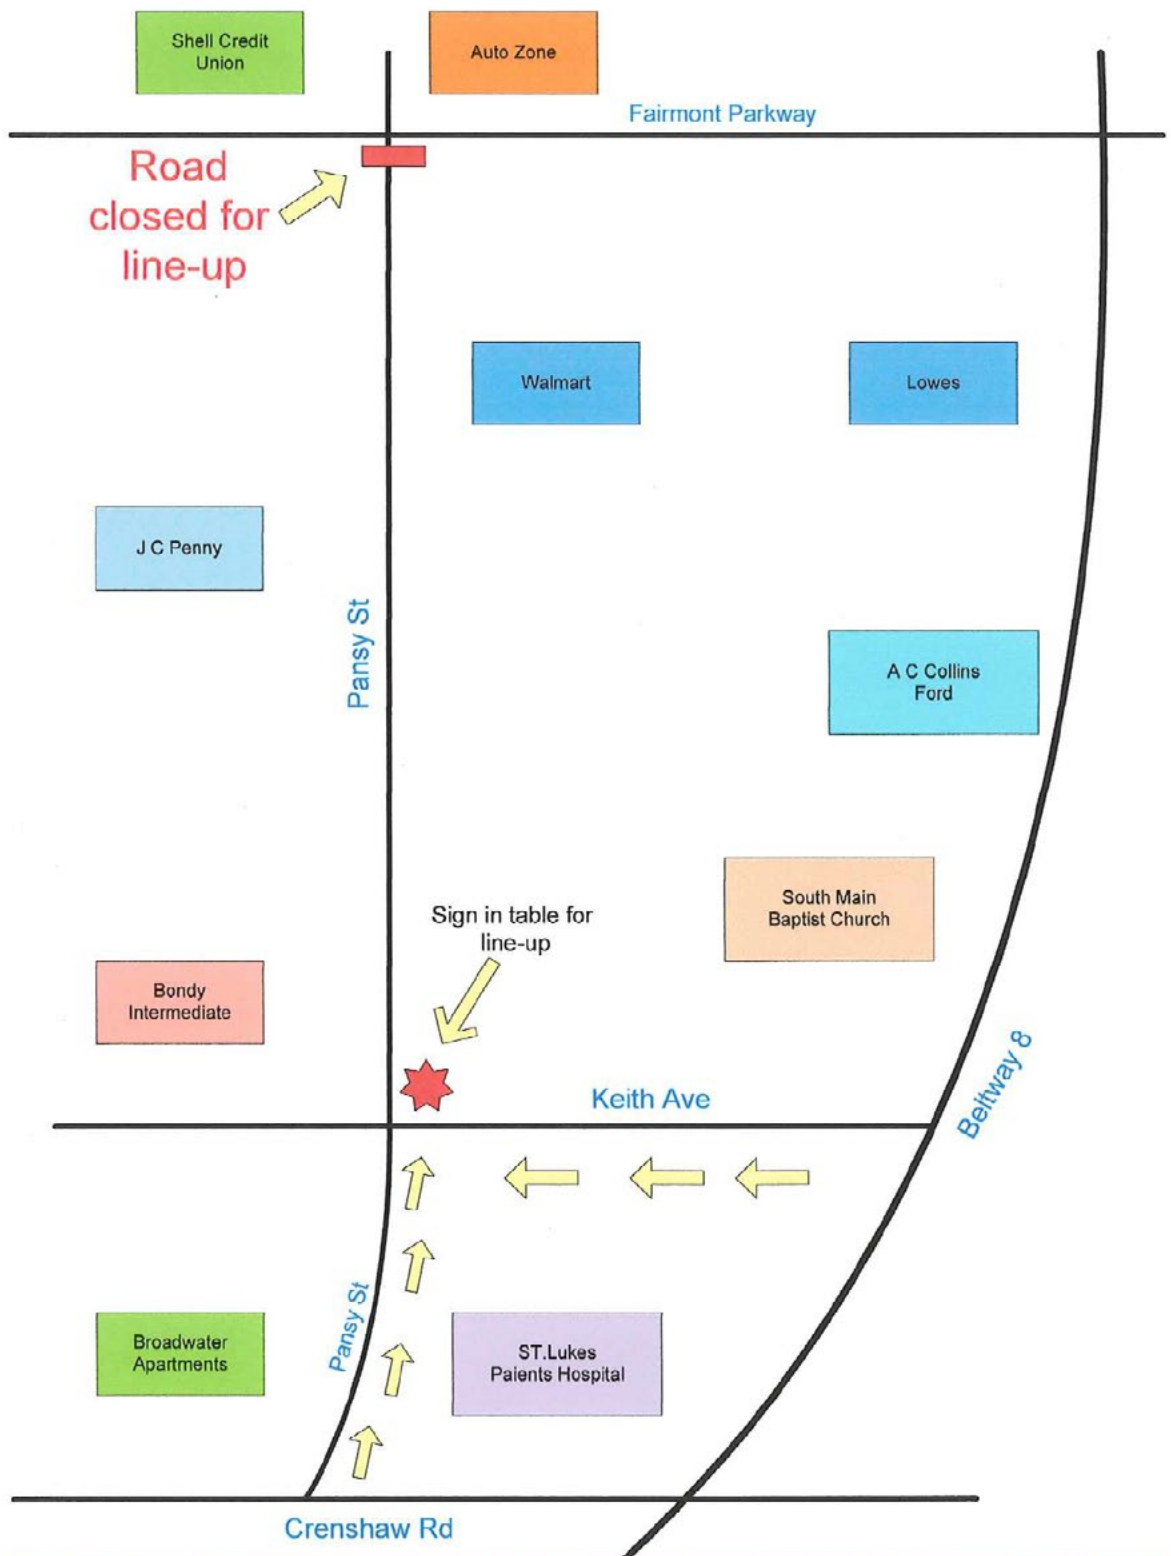 Shell Credit
Union
Auto Zone
Fairmont Parkway
Road
closed for
line-up
Walmart
Lowes
J C Penny
Pansy St
A C Collins
Ford
South Main
Baptist Church
Sign in table for
line-up
Bondy
Intermediate
Keith Ave
Beltway 8
Pansy St
Broadwater
Apartments
ST.Lukes
Paients Hospital
Crenshaw Rd